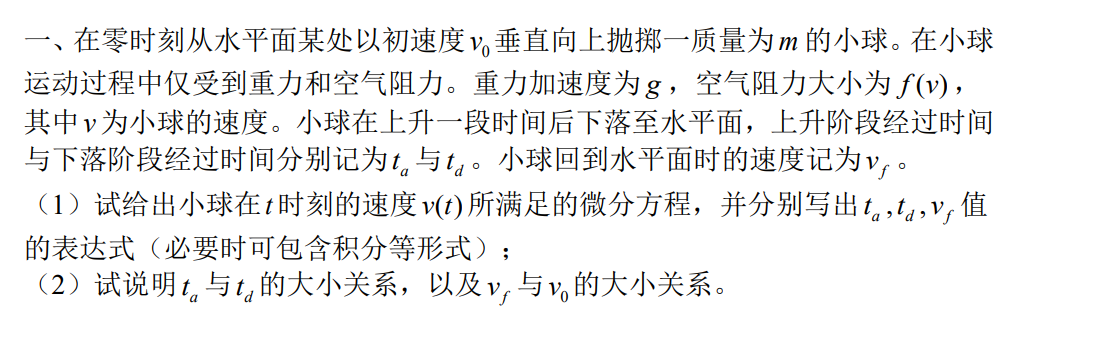 一、在零时刻从水平面某处以初速度 v₀ 垂直向上抛掷一质量为 m 的小球。在小球
运动过程中仅受到重力和空气阻力。重力加速度为 g，空气阻力大小为 f(v)，
其中 v 为小球的速度。小球在上升一段时间后下落至水平面，上升阶段经过时间
与下落阶段经过时间分别记为 tₐ 与 t_d。小球回到水平面时的速度记为 v_f。
（1）试给出小球在 t 时刻的速度 v(t) 所满足的微分方程，并分别写出 tₐ,t_d,v_f 值
的表达式（必要时可包含积分等形式）；
（2）试说明 tₐ 与 t_d 的大小关系，以及 v_f 与 v₀ 的大小关系。